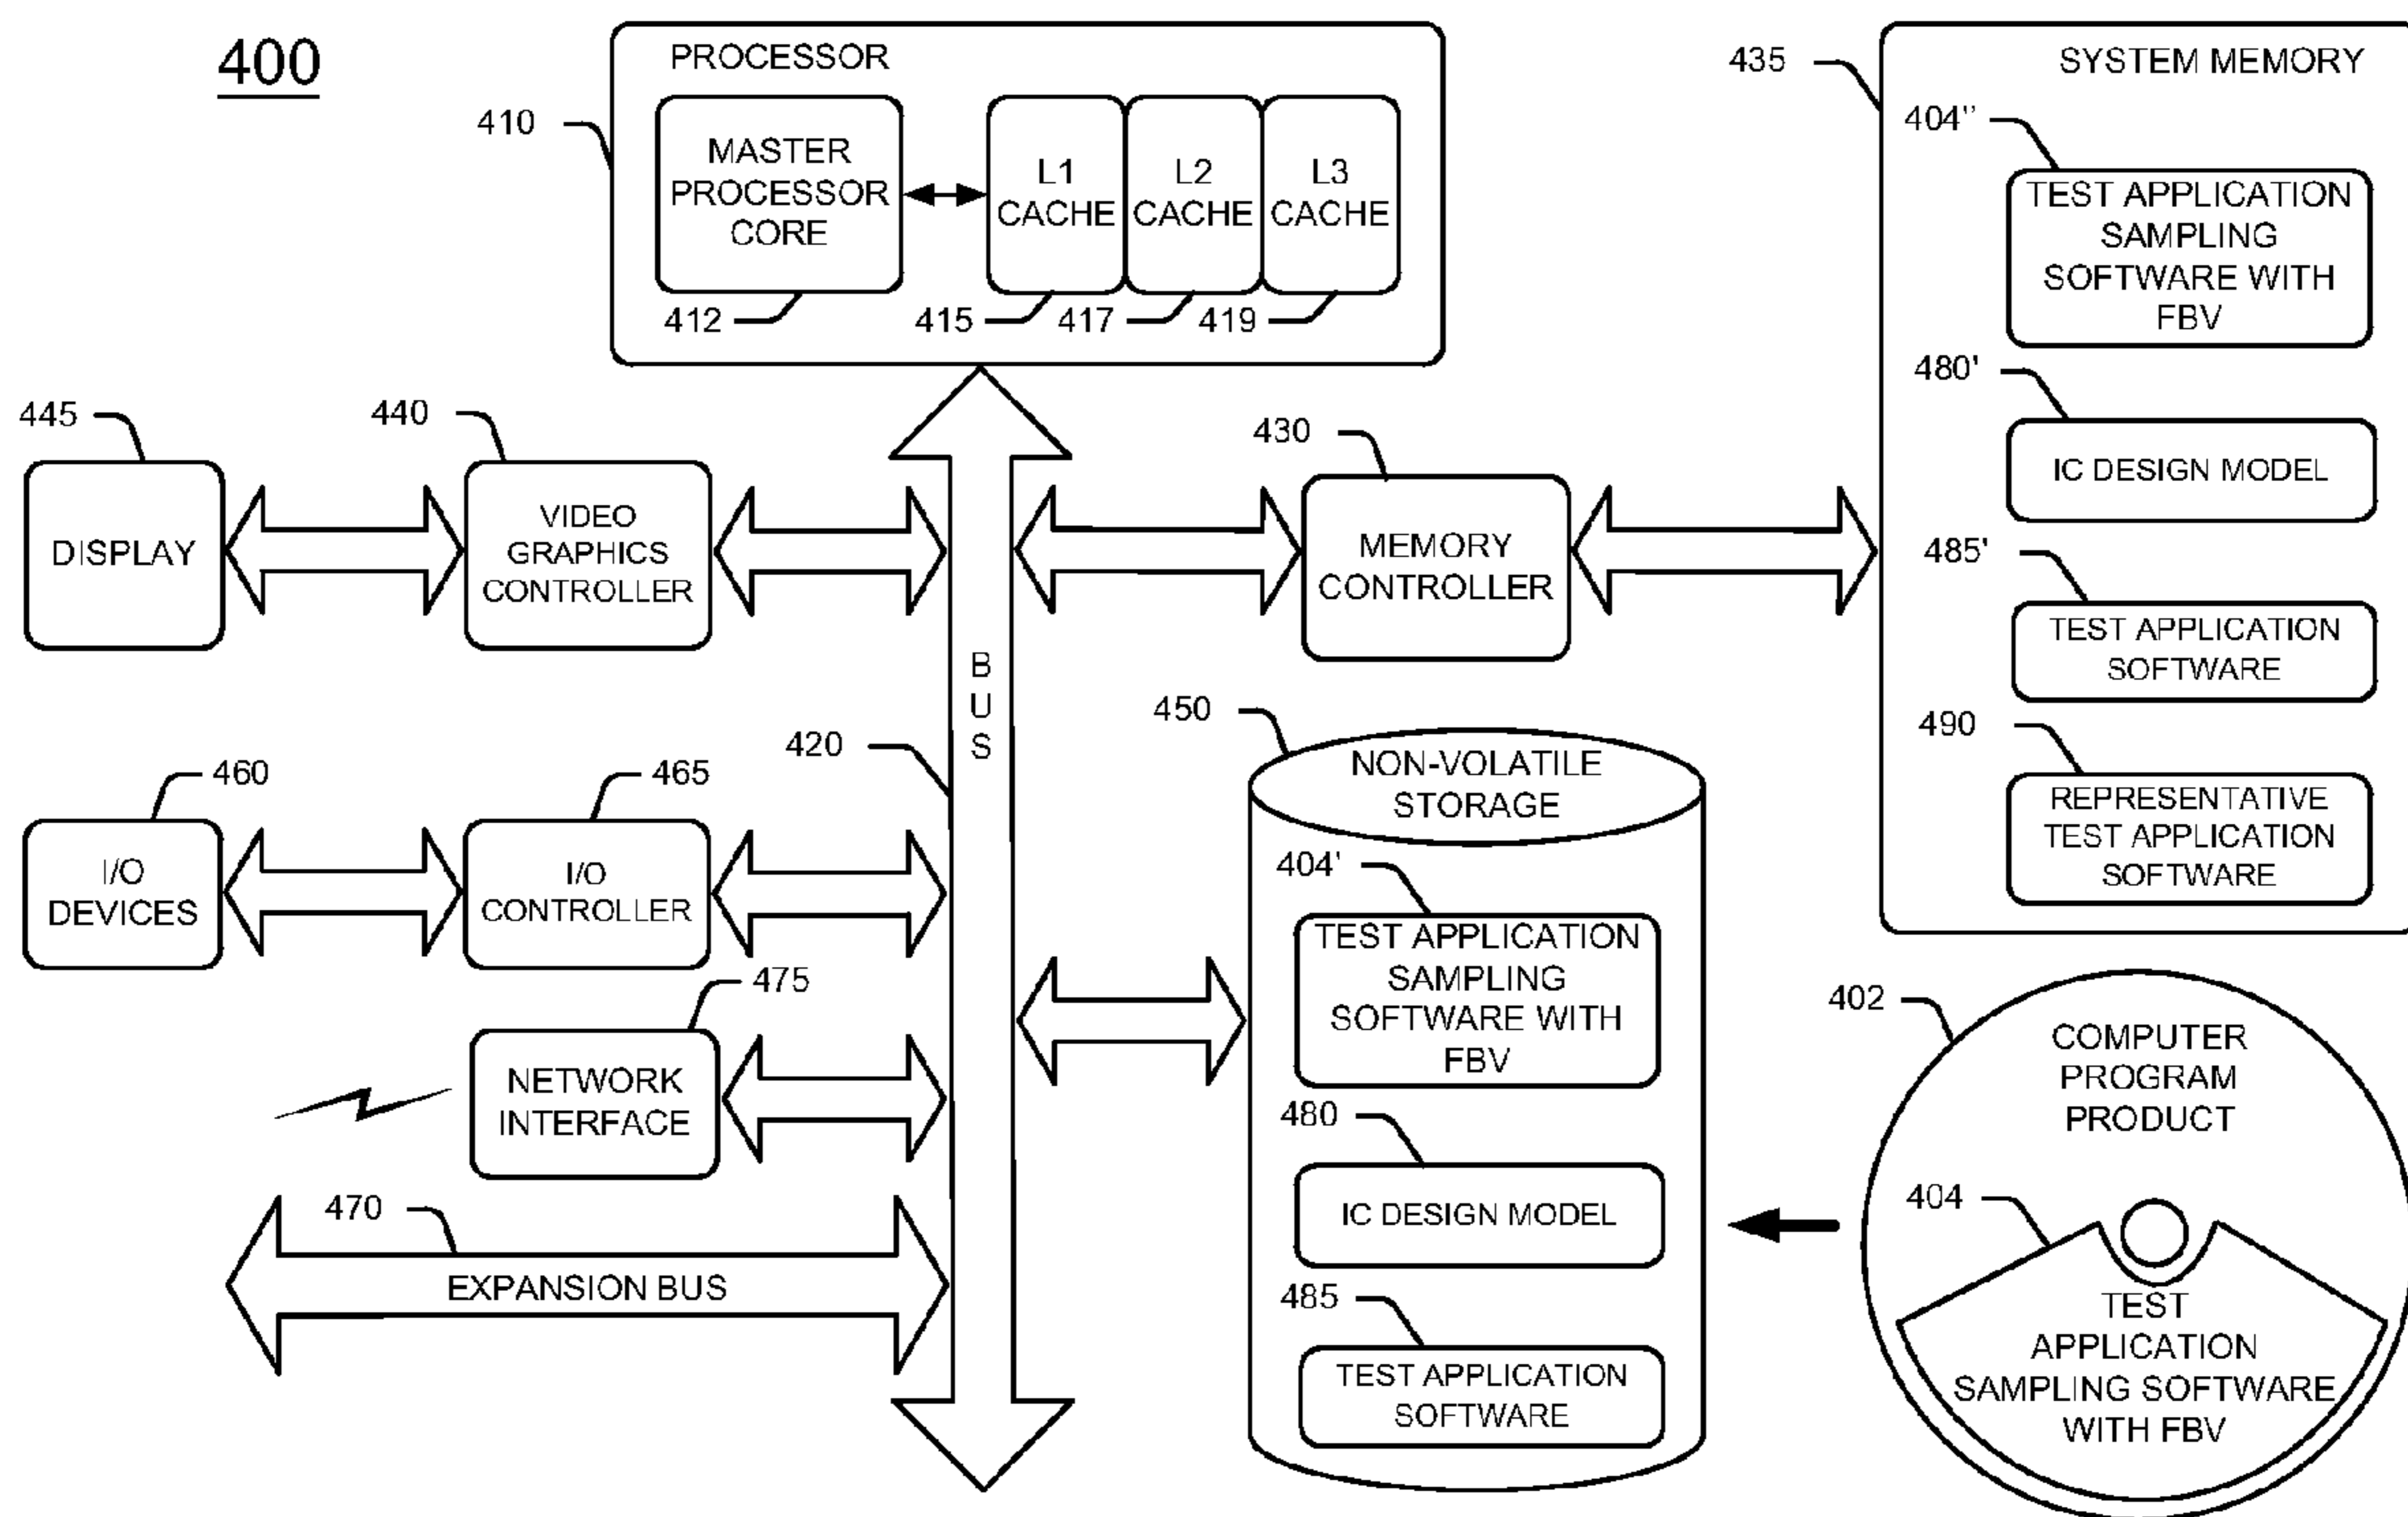 400
PROCESSOR
410
MASTER
PROCESSOR
CORE
412
L1
CACHE
415
L2
CACHE
417
L3
CACHE
419
435
SYSTEM MEMORY
404''
TEST APPLICATION
SAMPLING
SOFTWARE WITH
FBV
480'
IC DESIGN MODEL
485'
TEST APPLICATION
SOFTWARE
490
REPRESENTATIVE
TEST APPLICATION
SOFTWARE
445
DISPLAY
440
VIDEO
GRAPHICS
CONTROLLER
430
MEMORY
CONTROLLER
BUS
420
460
I/O
DEVICES
465
I/O
CONTROLLER
475
NETWORK
INTERFACE
470
EXPANSION BUS
450
NON-VOLATILE
STORAGE
404'
TEST APPLICATION
SAMPLING
SOFTWARE WITH
FBV
480
IC DESIGN MODEL
485
TEST APPLICATION
SOFTWARE
402
COMPUTER
PROGRAM
PRODUCT
404
TEST
APPLICATION
SAMPLING SOFTWARE
WITH FBV